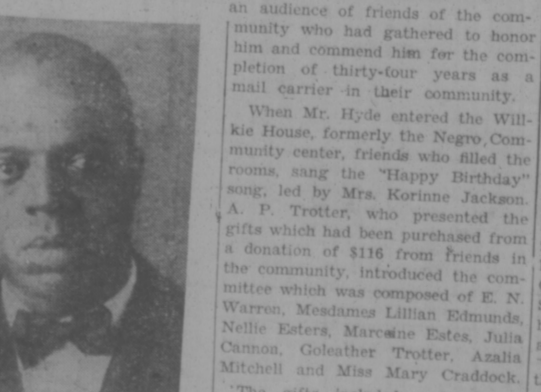 an audience of friends of the com-
munity who had gathered to honor
him and commend him for the com-
pletion of thirty-four years as a
mail carrier in their community.
When Mr. Hyde entered the Will-
kie House, formerly the Negro Com-
munity center, friends who filled the
rooms, sang the "Happy Birthday"
song, led by Mrs. Korinne Jackson.
A. P. Trotter, who presented the
gifts which had been purchased from
a donation of $116 from friends in
the community, introduced the com-
mittee which was composed of E. N.
Warron, Mesdames Lillian Edmunds,
Nellie Esters, Marceine Estes, Julia
Cannon, Goleather Trotter, Azalia
Mitchell and Miss Mary Craddock.